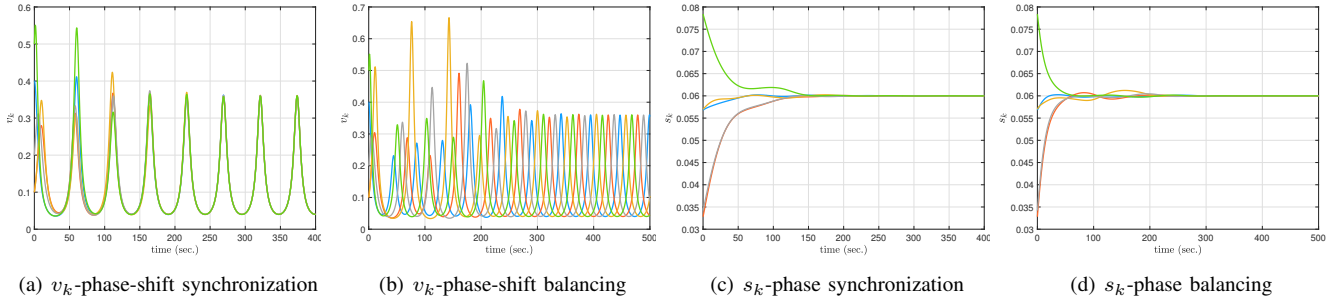 v_k
0.6
0.5
0.4
0.3
0.2
0.1
0
0 50 100 150 200 250 300 350 400
time (sec.)
(a) v_k-phase-shift synchronization
v_k
0.7
0.6
0.5
0.4
0.3
0.2
0.1
0
0 100 200 300 400 500
time (sec.)
(b) v_k-phase-shift balancing
s_k
0.08
0.075
0.07
0.065
0.06
0.055
0.05
0.045
0.04
0.035
0.03
0 50 100 150 200 250 300 350 400
time (sec.)
(c) s_k-phase synchronization
s_k
0.08
0.075
0.07
0.065
0.06
0.055
0.05
0.045
0.04
0.035
0.03
0 100 200 300 400 500
time (sec.)
(d) s_k-phase balancing